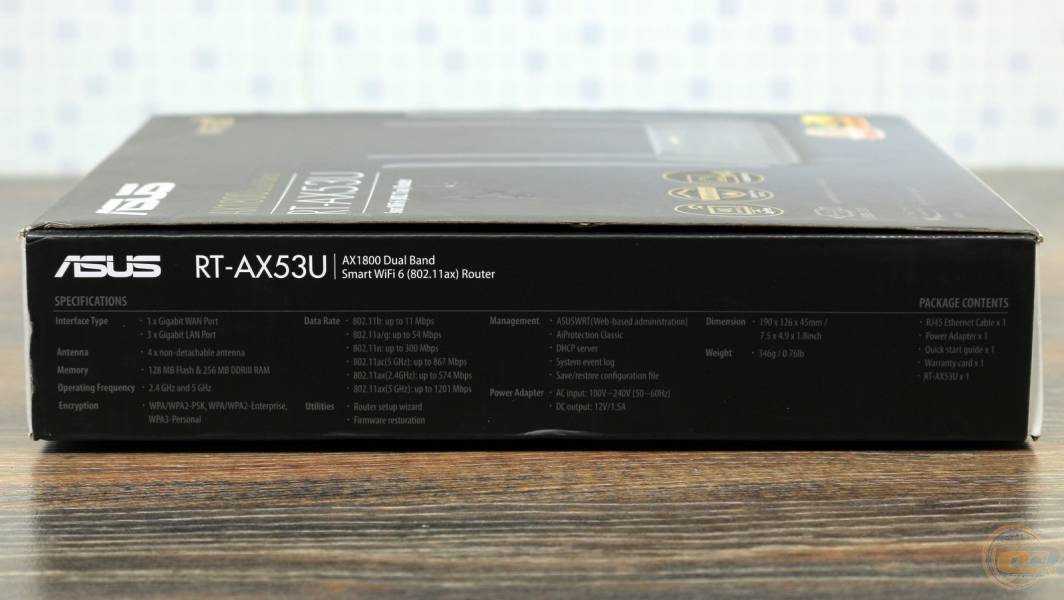 ASUS
RT-AX53U
ASUS
RT-AX53U
AX1800 Dual Band
Smart WiFi 6 (802.11ax) Router
SPECIFICATIONS
Interface Type
· 1 x Gigabit WAN Port
· 3 x Gigabit LAN Port
Antenna
· 4 x non-detachable antenna
Memory
· 128 MB Flash & 256 MB DDRIII RAM
Operating Frequency
· 2.4 GHz and 5 GHz
Encryption
· WPA/WPA2-PSK, WPA/WPA2-Enterprise,
WPA3-Personal
Data Rate
· 802.11b: up to 11 Mbps
· 802.11a/g: up to 54 Mbps
· 802.11n: up to 300 Mbps
· 802.11ac(5 GHz): up to 867 Mbps
· 802.11ax(2.4GHz): up to 574 Mbps
· 802.11ax(5 GHz): up to 1201 Mbps
Utilities
· Router setup wizard
· Firmware restoration
Management
· ASUSWRT(Web-based administration)
· AiProtection Classic
· DHCP server
· System event log
· Save/restore configuration file
Power Adapter
· AC input: 100V~240V (50~60Hz)
· DC output: 12V/1.5A
Dimension
· 190 x 126 x 45mm /
7.5 x 4.9 x 1.8inch
Weight
· 346g / 0.76lb
PACKAGE CONTENTS
· RJ45 Ethernet Cable x 1
· Power Adapter x 1
· Quick start guide x 1
· Warranty card x 1
· RT-AX53U x 1